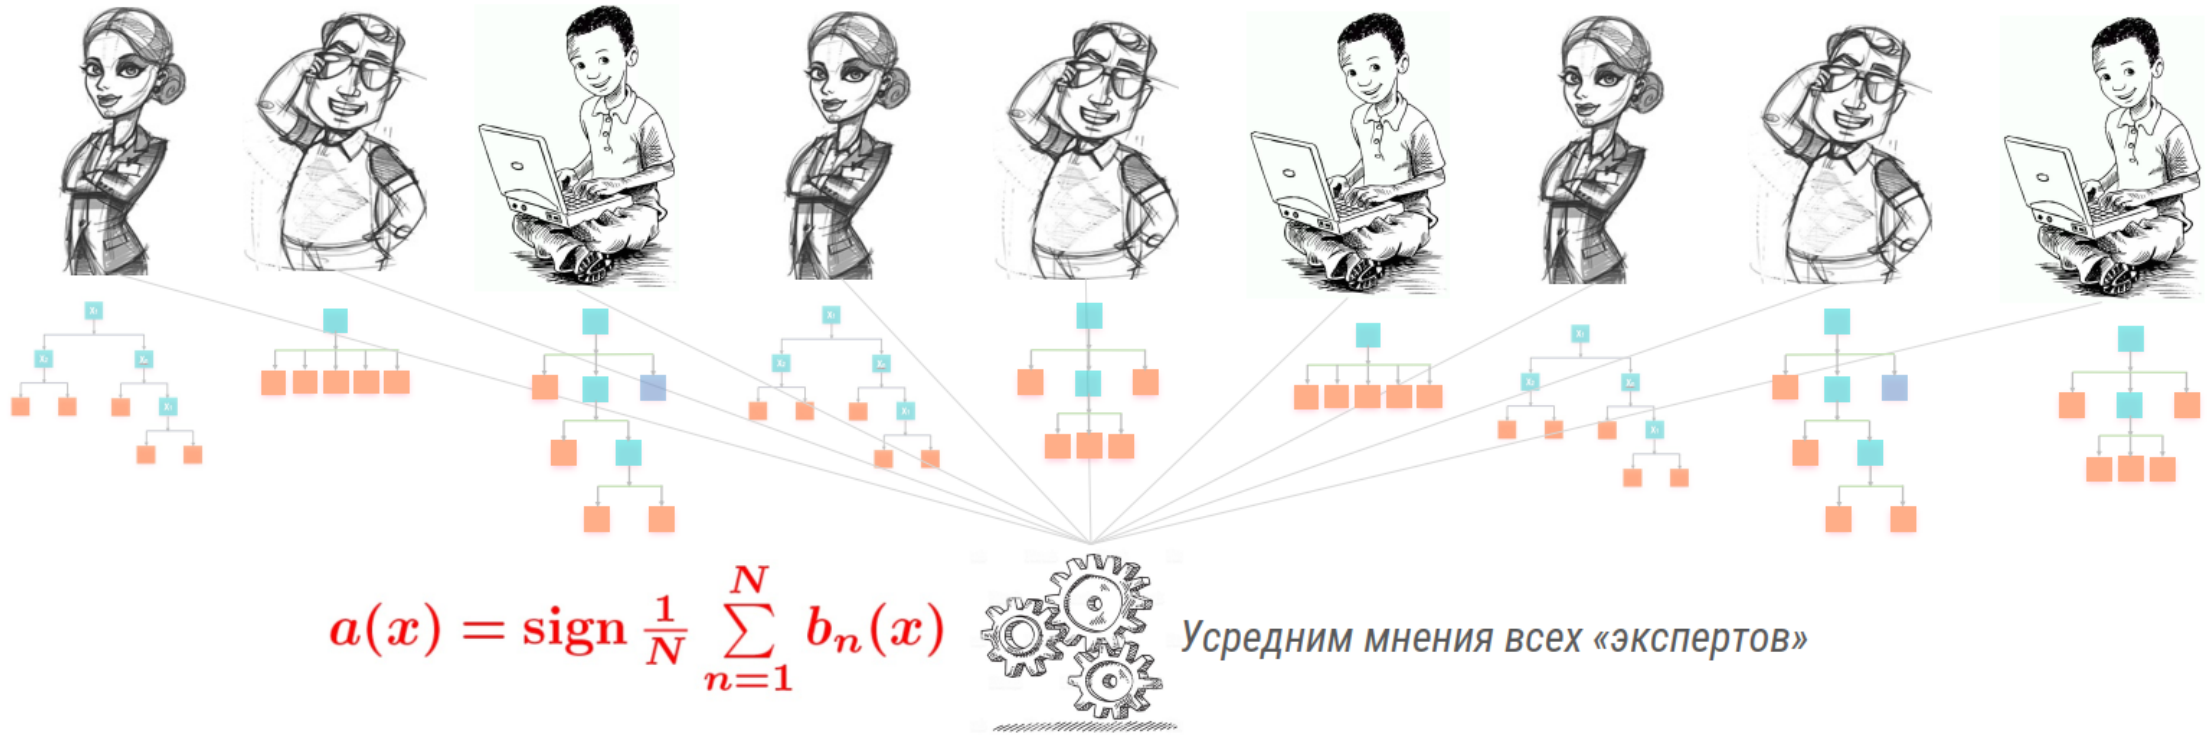 a(x) = sign 1/N ∑_{n=1}^{N} b_n(x)
Усредним мнения всех «экспертов»